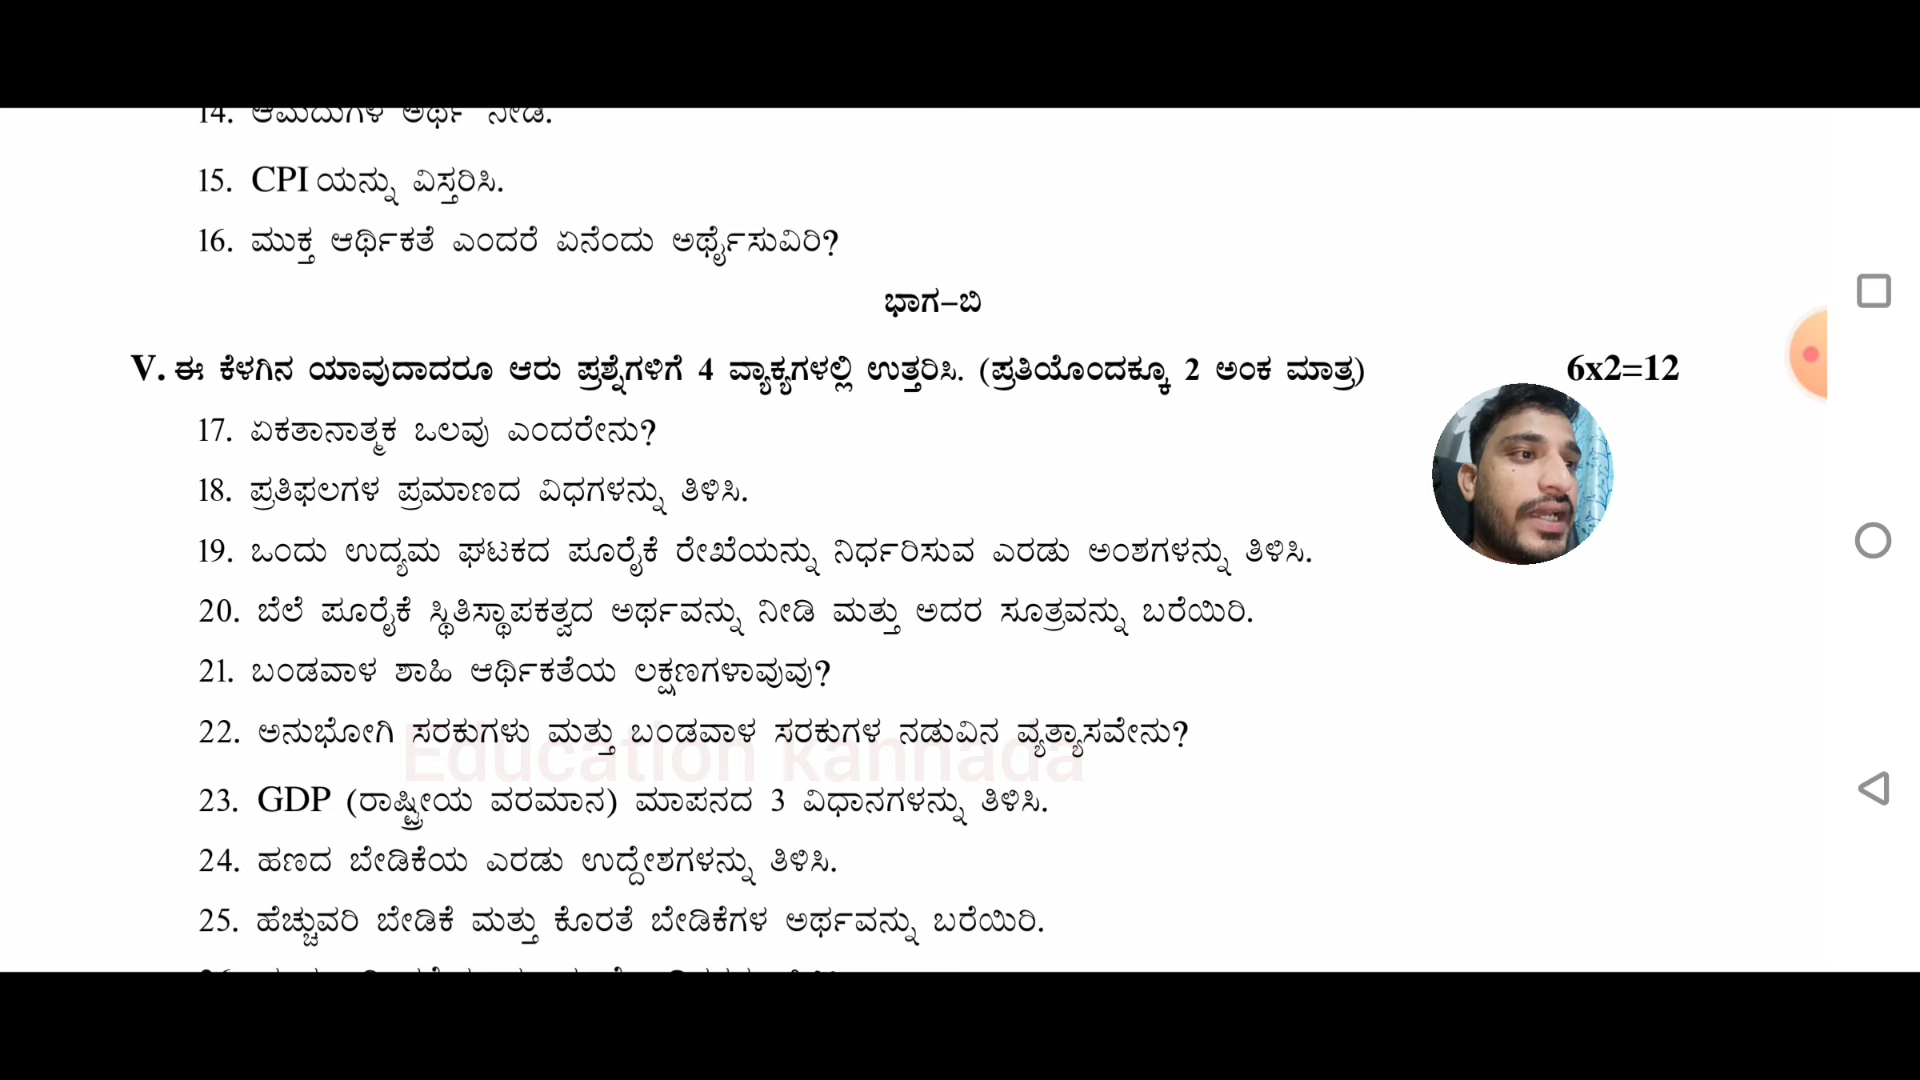 14. ಆಮದುಗಳ ಅರ್ಥ ನೀಡಿ.
15. CPI ಯನ್ನು ವಿಸ್ತರಿಸಿ.
16. ಮುಕ್ತ ಆರ್ಥಿಕತೆ ಎಂದರೆ ಏನೆಂದು ಅರ್ಥೈಸುವಿರಿ?
ಭಾಗ–ಬಿ
V. ಈ ಕೆಳಗಿನ ಯಾವುದಾದರೂ ಆರು ಪ್ರಶ್ನೆಗಳಿಗೆ 4 ವ್ಯಾಕ್ಯಗಳಲ್ಲಿ ಉತ್ತರಿಸಿ. (ಪ್ರತಿಯೊಂದಕ್ಕೂ 2 ಅಂಕ ಮಾತ್ರ) 6x2=12
17. ಏಕತಾನಾತ್ಮಕ ಒಲವು ಎಂದರೇನು?
18. ಪ್ರತಿಫಲಗಳ ಪ್ರಮಾಣದ ವಿಧಗಳನ್ನು ತಿಳಿಸಿ.
19. ಒಂದು ಉದ್ಯಮ ಘಟಕದ ಪೂರೈಕೆ ರೇಖೆಯನ್ನು ನಿರ್ಧರಿಸುವ ಎರಡು ಅಂಶಗಳನ್ನು ತಿಳಿಸಿ.
20. ಬೆಲೆ ಪೂರೈಕೆ ಸ್ಥಿತಿಸ್ಥಾಪಕತ್ವದ ಅರ್ಥವನ್ನು ನೀಡಿ ಮತ್ತು ಅದರ ಸೂತ್ರವನ್ನು ಬರೆಯಿರಿ.
21. ಬಂಡವಾಳ ಶಾಹಿ ಆರ್ಥಿಕತೆಯ ಲಕ್ಷಣಗಳಾವುವು?
22. ಅನುಭೋಗಿ ಸರಕುಗಳು ಮತ್ತು ಬಂಡವಾಳ ಸರಕುಗಳ ನಡುವಿನ ವ್ಯತ್ಯಾಸವೇನು?
Education kannada
23. GDP (ರಾಷ್ಟ್ರೀಯ ವರಮಾನ) ಮಾಪನದ 3 ವಿಧಾನಗಳನ್ನು ತಿಳಿಸಿ.
24. ಹಣದ ಬೇಡಿಕೆಯ ಎರಡು ಉದ್ದೇಶಗಳನ್ನು ತಿಳಿಸಿ.
25. ಹೆಚ್ಚುವರಿ ಬೇಡಿಕೆ ಮತ್ತು ಕೊರತೆ ಬೇಡಿಕೆಗಳ ಅರ್ಥವನ್ನು ಬರೆಯಿರಿ.